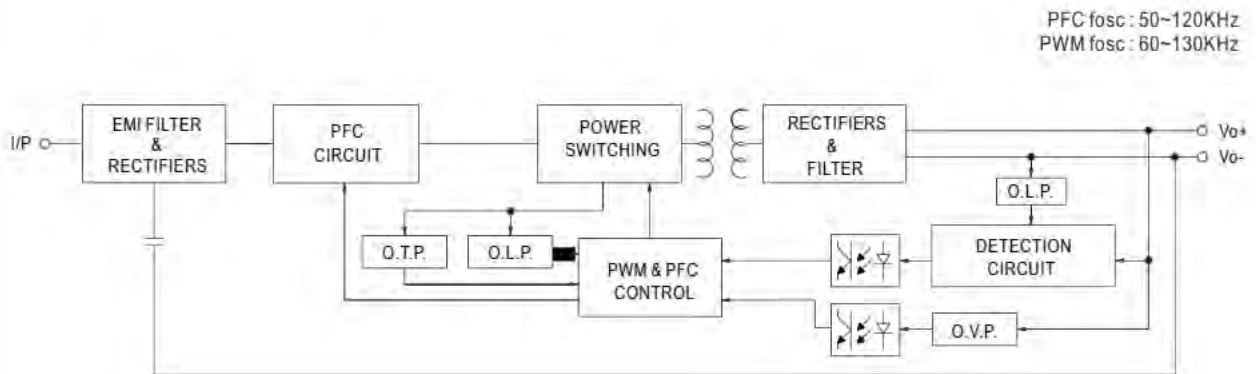 PFC fosc : 50~120KHz
PWM fosc : 60~130KHz
I/P
EMI FILTER
&
RECTIFIERS
PFC
CIRCUIT
POWER
SWITCHING
RECTIFIERS
&
FILTER
Vo+
Vo-
O.L.P.
O.T.P.
O.L.P.
PWM & PFC
CONTROL
DETECTION
CIRCUIT
O.V.P.